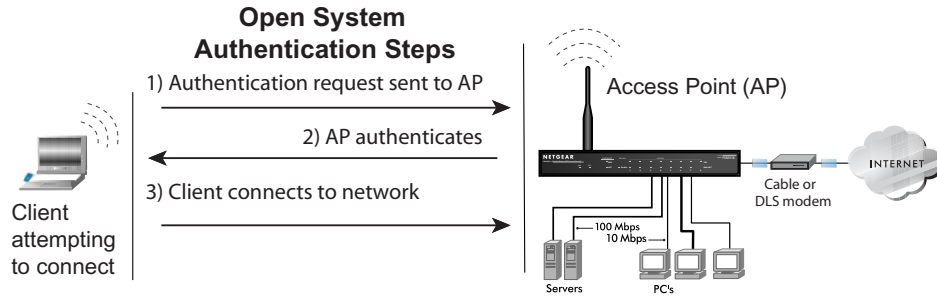 Open System
Authentication Steps
1) Authentication request sent to AP
2) AP authenticates
3) Client connects to network
Client
attempting
to connect
Access Point (AP)
NETGEAR
Cable or
DLS modem
INTERNET
100 Mbps
10 Mbps
Servers
PC's